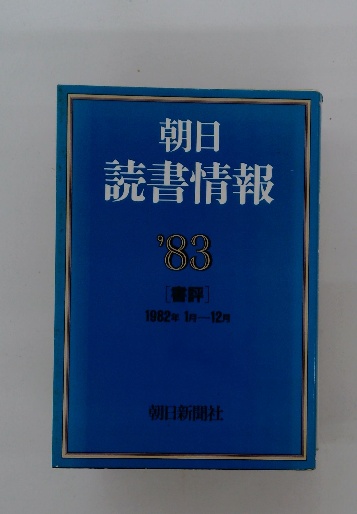 朝日
読書情報
'83
[書評]
1982年 1月—12月
朝日新聞社